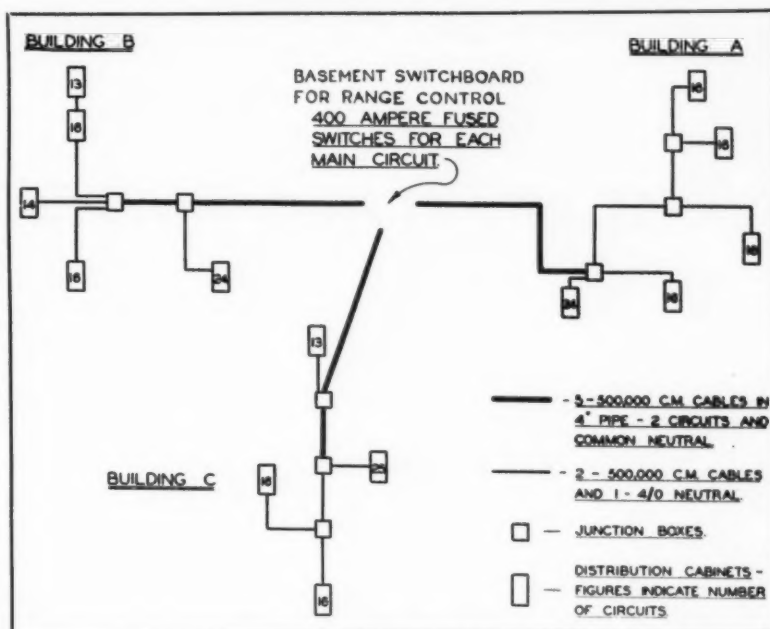 BUILDING B
BUILDING A
BASEMENT SWITCHBOARD
FOR RANGE CONTROL
400 AMPERE FUSED
SWITCHES FOR EACH
MAIN CIRCUIT.
13
16
14
16
24
16
16
16
16
13
25
16
16
BUILDING C
- 5-500,000 C.M. CABLES IN
4" PIPE - 2 CIRCUITS AND
COMMON NEUTRAL
- 2 - 500,000 C.M. CABLES
AND 1 - 4/0 NEUTRAL.
- JUNCTION BOXES.
DISTRIBUTION CABINETS -
- FIGURES INDICATE NUMBER
OF CIRCUITS.